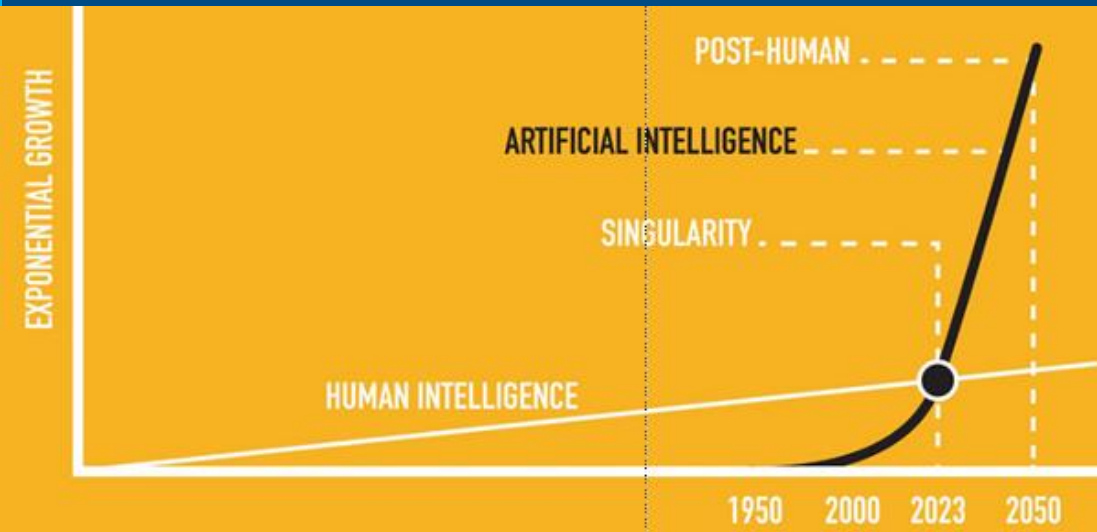 POST-HUMAN
ARTIFICIAL INTELLIGENCE
SINGULARITY
HUMAN INTELLIGENCE
EXPONENTIAL GROWTH
1950 2000 2023 2050